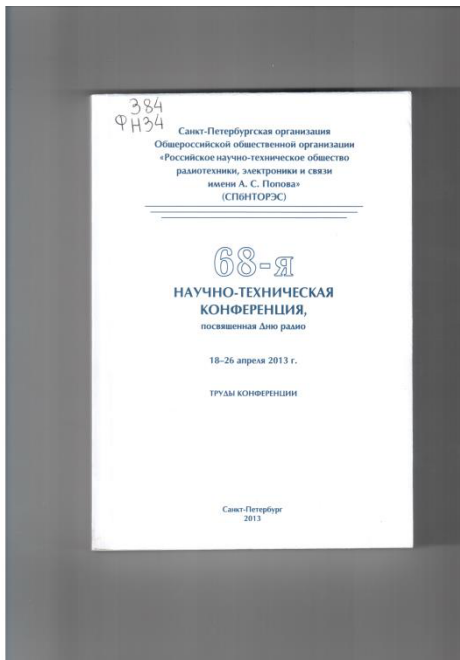 384
ФН34
Санкт-Петербургская организация
Общероссийской общественной организации
«Российское научно-техническое общество
радиотехники, электроники и связи
имени А. С. Попова»
(СПбНТОРЭС)
68-я
НАУЧНО-ТЕХНИЧЕСКАЯ
КОНФЕРЕНЦИЯ,
посвященная Дню радио
18–26 апреля 2013 г.
ТРУДЫ КОНФЕРЕНЦИИ
Санкт-Петербург
2013